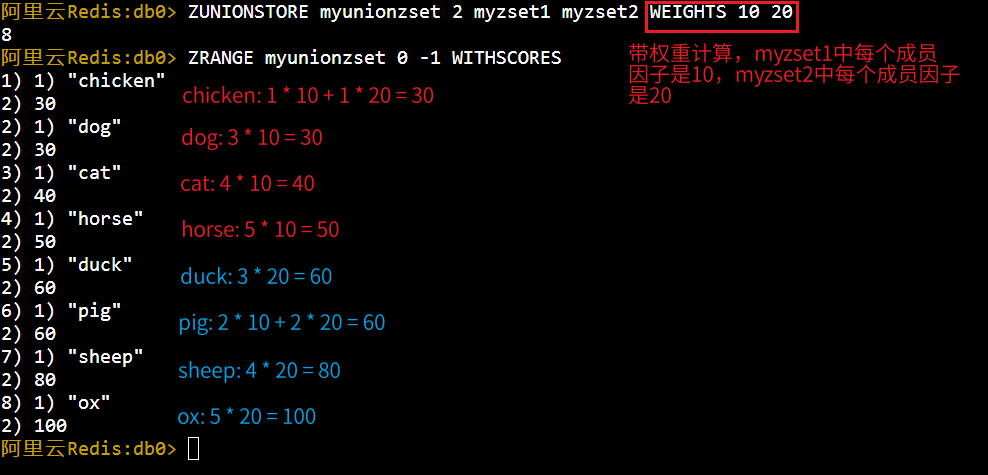 阿里云Redis:db0> ZUNIONSTORE myunionzset 2 myzset1 myzset2 WEIGHTS 10 20
8
阿里云Redis:db0> ZRANGE myunionzset 0 -1 WITHSCORES
带权重计算，myzset1中每个成员
因子是10，myzset2中每个成员因子
是20
1) 1) "chicken"
2) 30
chicken: 1 * 10 + 1 * 20 = 30
2) 1) "dog"
2) 30
dog: 3 * 10 = 30
3) 1) "cat"
2) 40
cat: 4 * 10 = 40
4) 1) "horse"
2) 50
horse: 5 * 10 = 50
5) 1) "duck"
2) 60
duck: 3 * 20 = 60
6) 1) "pig"
2) 60
pig: 2 * 10 + 2 * 20 = 60
7) 1) "sheep"
2) 80
sheep: 4 * 20 = 80
8) 1) "ox"
2) 100
ox: 5 * 20 = 100
阿里云Redis:db0>